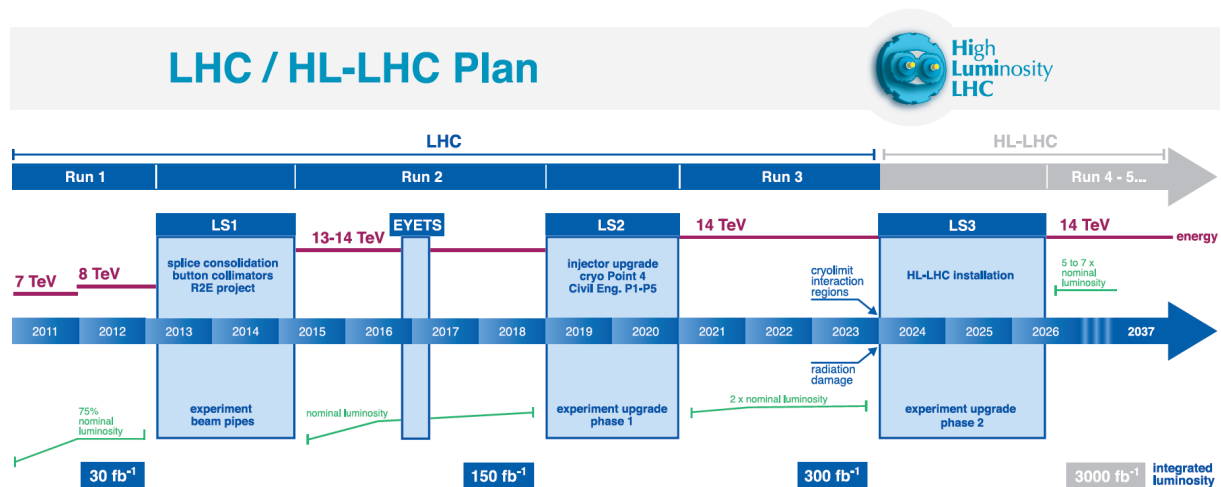 LHC / HL-LHC Plan
High
Luminosity
LHC
LHC
HL-LHC
Run 1
Run 2
Run 3
Run 4 - 5...
LS1
EYETS
LS2
LS3
7 TeV
8 TeV
13-14 TeV
14 TeV
14 TeV
energy
splice consolidation
button collimators
R2E project
injector upgrade
cryo Point 4
Civil Eng. P1-P5
cryolimit
interaction
regions
HL-LHC installation
5 to 7 x
nominal
luminosity
2011
2012
2013
2014
2015
2016
2017
2018
2019
2020
2021
2022
2023
2024
2025
2026
2037
radiation
damage
75%
nominal
luminosity
experiment
beam pipes
nominal luminosity
experiment upgrade
phase 1
2 x nominal luminosity
experiment upgrade
phase 2
30 fb⁻¹
150 fb⁻¹
300 fb⁻¹
3000 fb⁻¹
integrated
luminosity